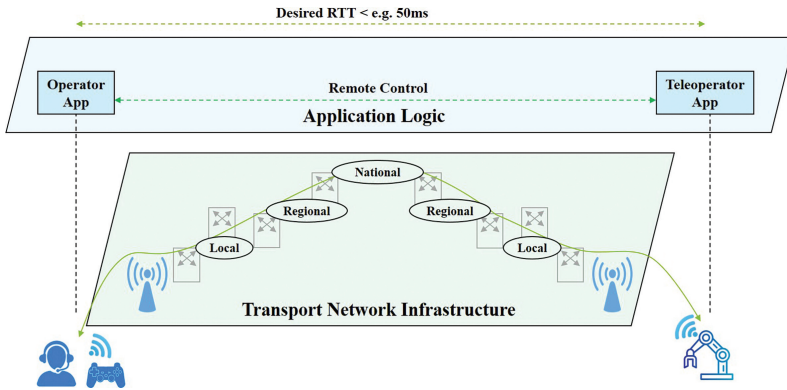 Desired RTT < e.g. 50ms
Operator
App
Remote Control
Teleoperator
App
Application Logic
National
Regional
Regional
Local
Local
Transport Network Infrastructure